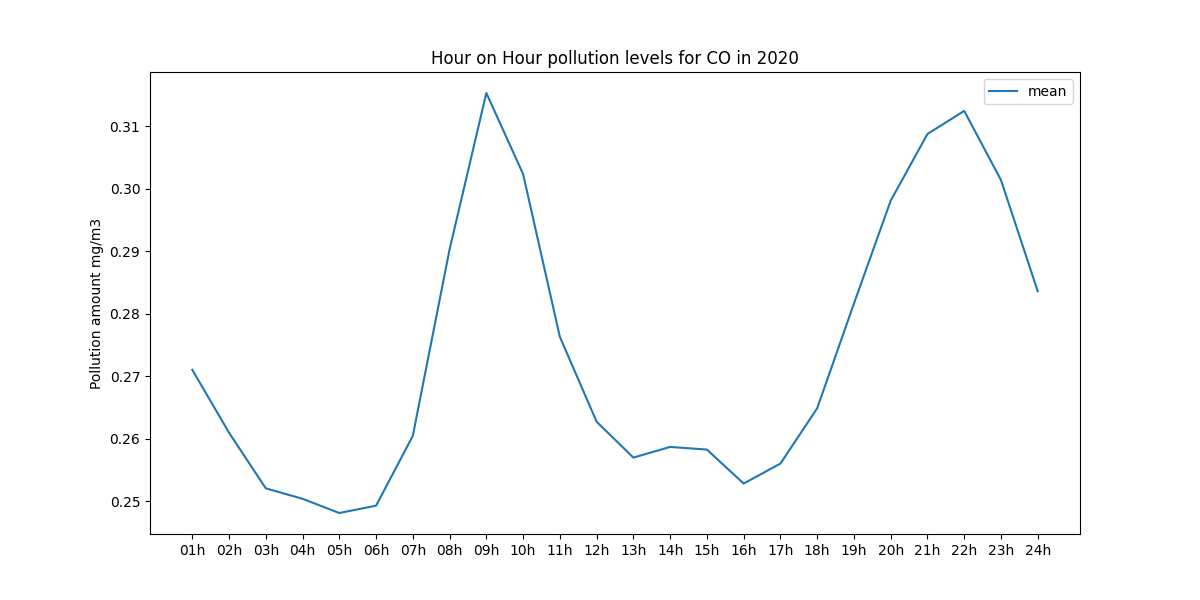 Hour on Hour pollution levels for CO in 2020
mean
Pollution amount mg/m3
0.31
0.30
0.29
0.28
0.27
0.26
0.25
01h 02h 03h 04h 05h 06h 07h 08h 09h 10h 11h 12h 13h 14h 15h 16h 17h 18h 19h 20h 21h 22h 23h 24h